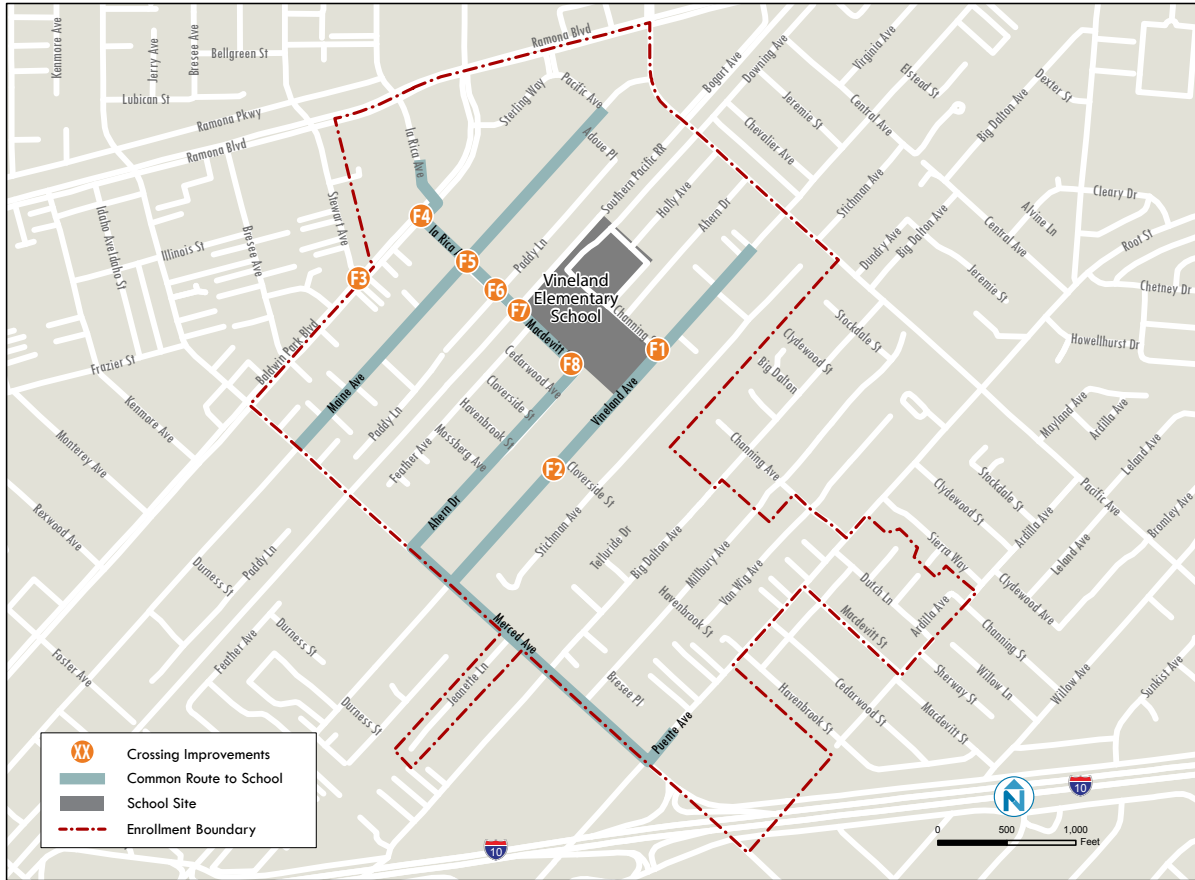 Kenmore Ave
Jerry Ave
Bresee Ave
Bellgreen St
Lubican St
Ramona Pkwy
Ramona Blvd
Ramona Blvd
la Rica Ave
Sterling Way
Pacific Ave
Adoue Pl
Southern Pacific RR
Bogart Ave
Downing Ave
Virginia Ave
Elstead St
Jeremie St
Central Ave
Chevalier Ave
Big Dalton Ave
Dexter St
Cleary Dr
Alvine Ln
Root St
Central Ave
Chetney Dr
Howellhurst Dr
Jeremie St
Stichman Ave
Dundry Ave
Big Dalton Ave
Holly Ave
Ahern Dr
Idaho Ave
Idaho St
Illinois St
Bresee Ave
Stewart Ave
F4
la Rica
F5
F3
F6
F7
Paddy Ln
Vineland
Elementary
School
Channing
Macdevitt
F8
F1
Baldwin Park Blvd
Frazier St
Kenmore Ave
Monterey Ave
Rexwood Ave
Maine Ave
Paddy Ln
Cedarwood Ave
Cloverside St
Havenbrook St
Mossberg Ave
Feather Ave
Vineland Ave
F2
Cloverside St
Stichman Ave
Telluride Dr
Big Dalton Ave
Millbury Ave
Van Wig Ave
Havenbrook St
Channing Ave
Big Dalton
Clydewood St
Stockdale St
Mayland Ave
Ardilla Ave
Leland Ave
Pacific Ave
Bromley Ave
Stockdale St
Clydewood St
Ardilla Ave
Leland Ave
Sierra Way
Clydewood Ave
Dutch Ln
Macdevitt St
Ardilla Ave
Channing St
Willow Ln
Sherway St
Macdevitt St
Cedarwood St
Havenbrook St
Willow Ave
Sunkist Ave
Ahern Dr
Durness St
Paddy Ln
Feather Ave
Durness St
Foster Ave
Durness St
Jeanette Ln
Merced Ave
Bresee Pl
Puente Ave
XX
Crossing Improvements
Common Route to School
School Site
Enrollment Boundary
10
10
N
0 500 1,000
Feet